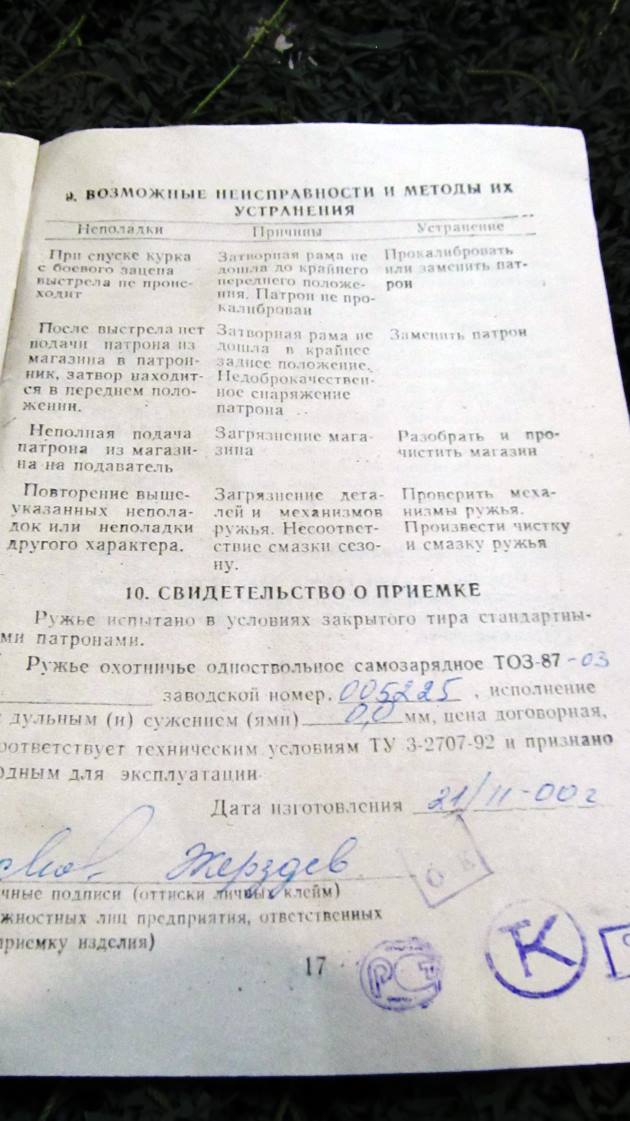 9. ВОЗМОЖНЫЕ НЕИСПРАВНОСТИ И МЕТОДЫ ИХ
УСТРАНЕНИЯ
Неполадки Причины Устранение
При спуске курка
с боевого зацепа
выстрела не проис-
ходит
Затворная рама не
дошла до крайнего
переднего положе-
ния. Патрон не про-
калиброван
Прокалибровать
или заменить пат-
рон
После выстрела нет
подачи патрона из
магазина в патрон-
ник, затвор находит-
ся в переднем поло-
жении.
Затворная рама не
дошла в крайнее
заднее положение.
Недоброкачествен-
ное снаряжение
патрона
Заменить патрон
Неполная подача
патрона из магази-
на на подаватель
Загрязнение мага-
зина
Разобрать и про-
чистить магазин
Повторение выше-
указанных непола-
док или неполадки
другого характера.
Загрязнение дета-
лей и механизмов
ружья. Несоответ-
ствие смазки сезо-
ну.
Проверить меха-
низмы ружья.
Произвести чистку
и смазку ружья
10. СВИДЕТЕЛЬСТВО О ПРИЕМКЕ
Ружье испытано в условиях закрытого тира стандартны-
ми патронами.
Ружье охотничье одноствольное самозарядное ТОЗ-87-03
заводской номер. 005225, исполнение
с дульным (и) сужением (ями) 0,0 мм, цена договорная,
оответствует техническим условиям ТУ 3-2707-92 и признано
одным для эксплуатации
Дата изготовления 21/II-00г
Жерздев
ОК
чные подписи (оттиски личных клейм)
жностных лиц предприятия, ответственных
приемку изделия)
17
РСТ
К